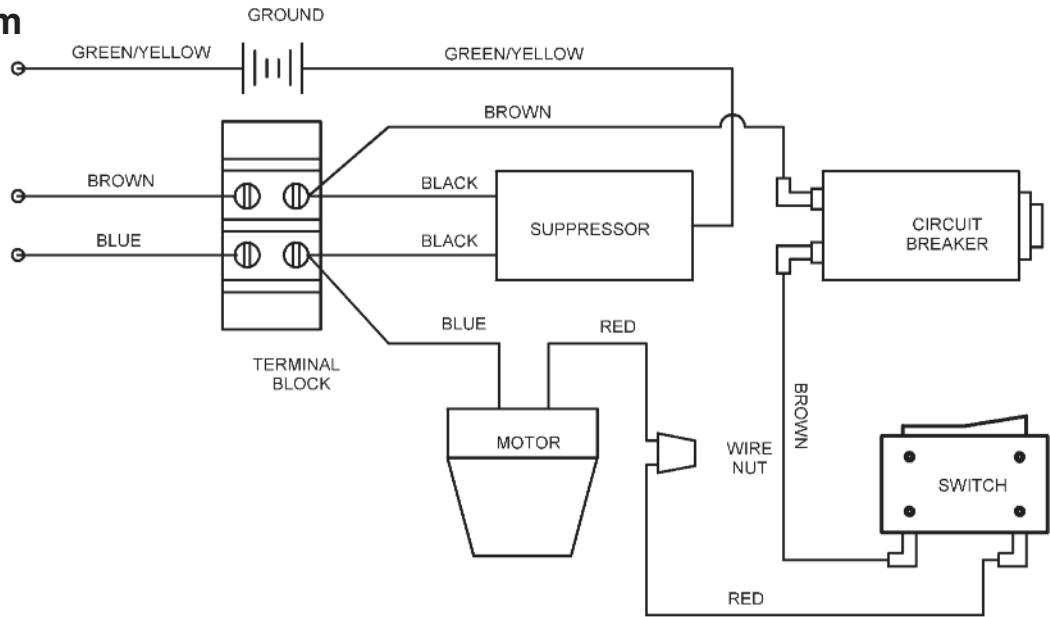 m
GROUND
GREEN/YELLOW
GREEN/YELLOW
BROWN
BROWN
BLACK
SUPPRESSOR
CIRCUIT
BREAKER
BLUE
BLACK
BLUE
RED
TERMINAL
BLOCK
BROWN
MOTOR
WIRE
NUT
SWITCH
RED